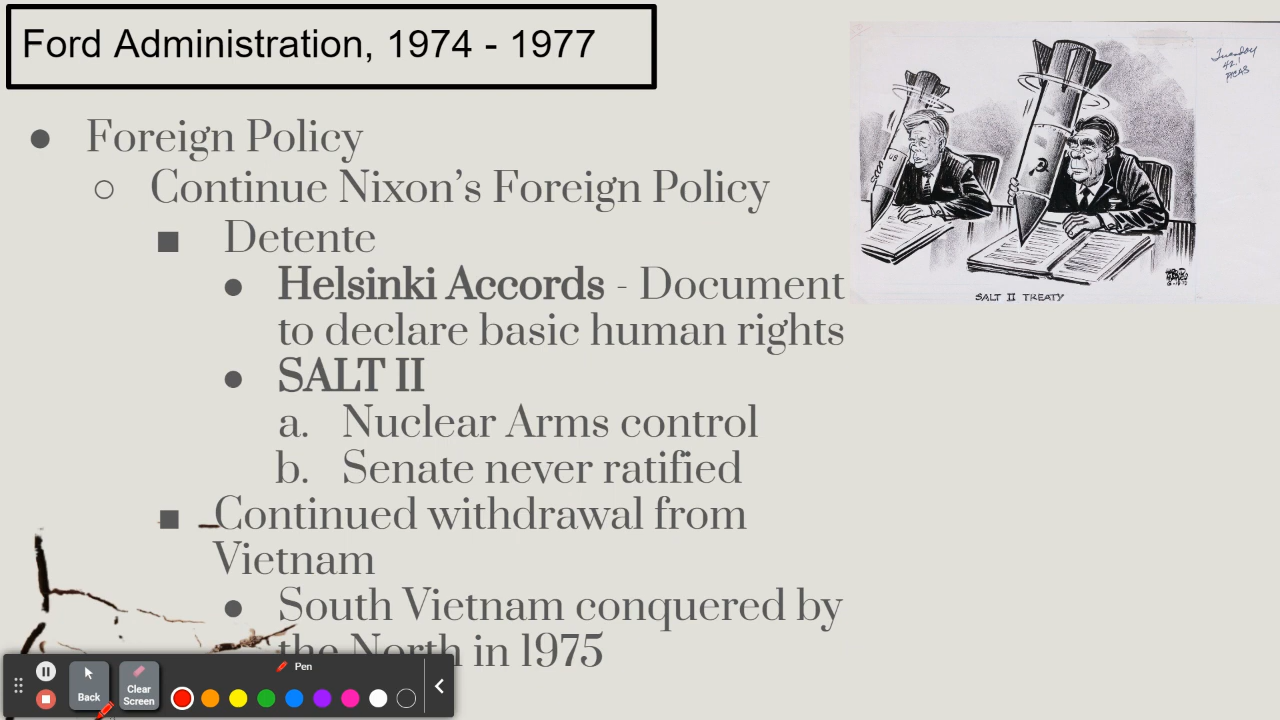 Ford Administration, 1974 - 1977
● Foreign Policy
○ Continue Nixon's Foreign Policy
■ Detente
● Helsinki Accords - Document
to declare basic human rights
● SALT II
a. Nuclear Arms control
b. Senate never ratified
■ Continued withdrawal from
Vietnam
● South Vietnam conquered by
the North in 1975
Tuesday
421
US
SALT II TREATY
Pen
Back
Clear
Screen